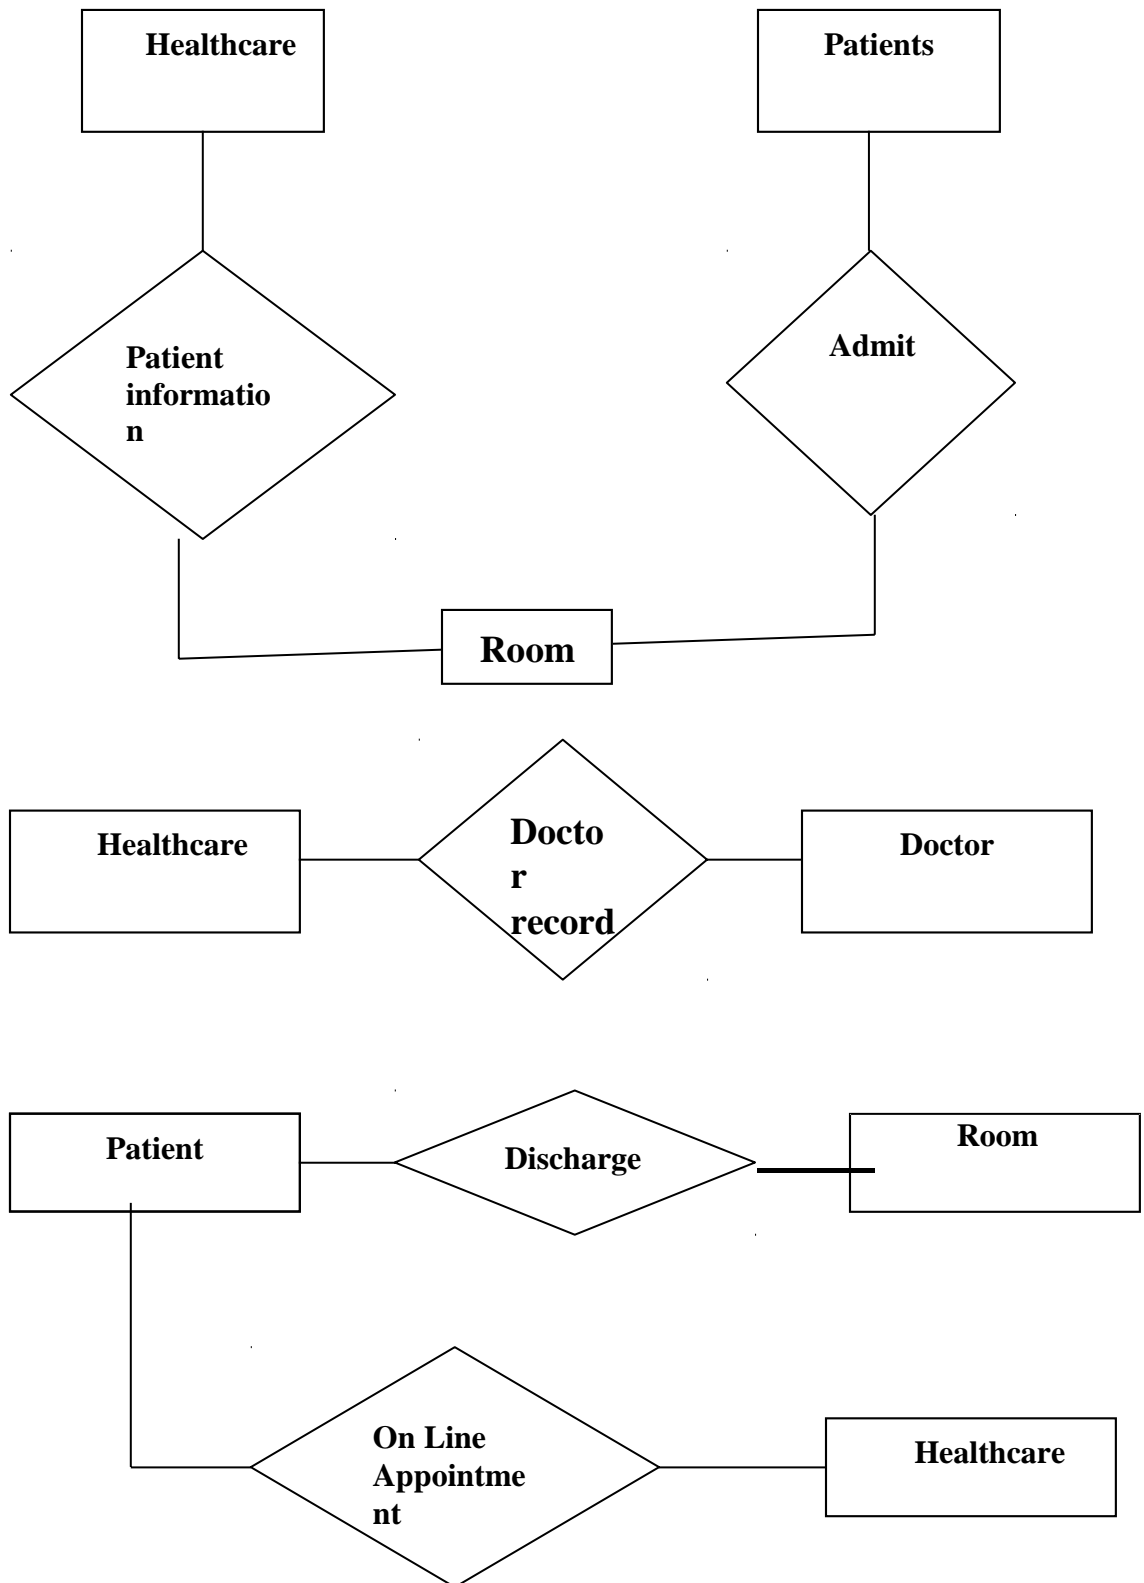 Healthcare
Patients
Patient
informatio
n
Admit
Room
Healthcare
Docto
r
record
Doctor
Patient
Discharge
Room
On Line
Appointme
nt
Healthcare